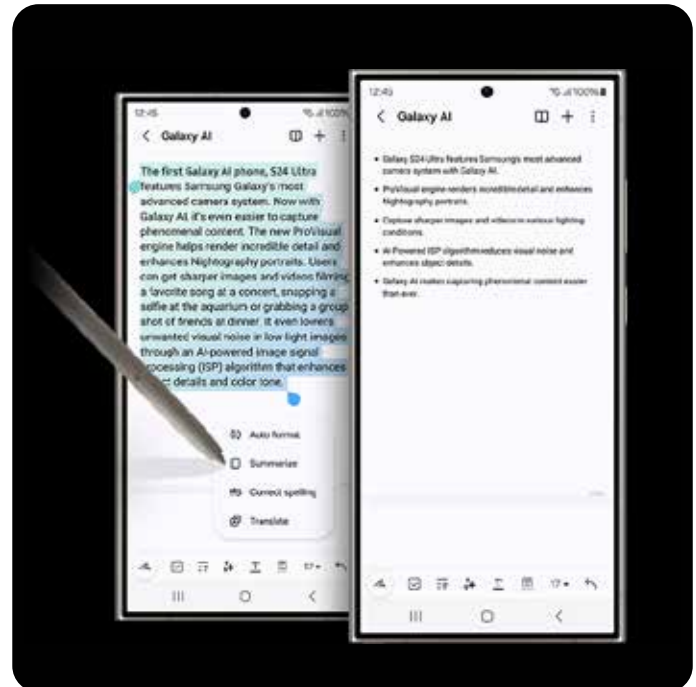 12:45
100%
Galaxy AI
The first Galaxy AI phone, S24 Ultra
features Samsung Galaxy's most
advanced camera system. Now with
Galaxy AI, it's even easier to capture
phenomenal content. The new ProVisual
engine helps render incredible detail and
enhances Nightography portraits. Users
can get sharper images and videos filming
a favorite song at a concert, snapping a
selfie at the aquarium or grabbing a group
shot of friends at dinner. It even lowers
unwanted visual noise in low light images
through an AI-powered image signal
processing (ISP) algorithm that enhances
details and color tone.
Auto format
Summarize
Correct spelling
Translate
17
12:45
100%
Galaxy AI
• Galaxy S24 Ultra features Samsung's most advanced
camera system with Galaxy AI.
• ProVisual engine renders incredible detail and enhances
Nightography portraits.
• Capture sharper images and videos in various lighting
conditions.
• AI-Powered ISP algorithm reduces visual noise and
enhances object details.
• Galaxy AI makes capturing phenomenal content easier
than ever.
17